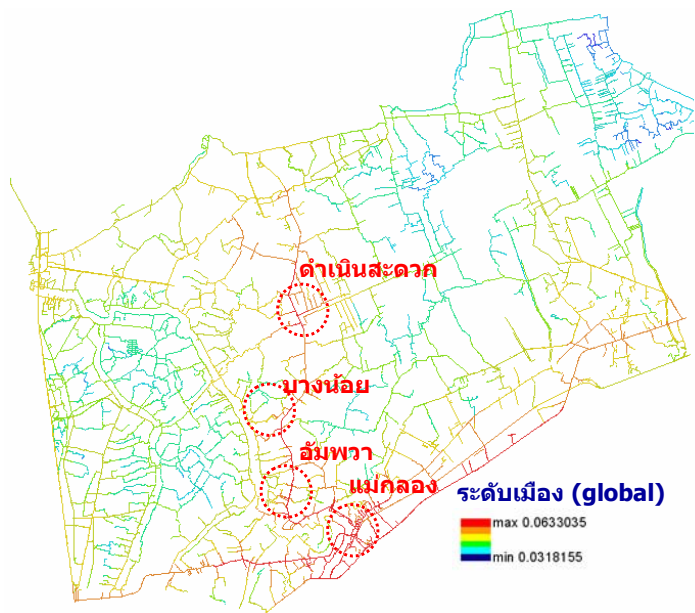 ดำเนินสะดวก
บางน้อย
อัมพวา
แม่กลอง
ระดับเมือง (global)
max 0.0633035
min 0.0318155